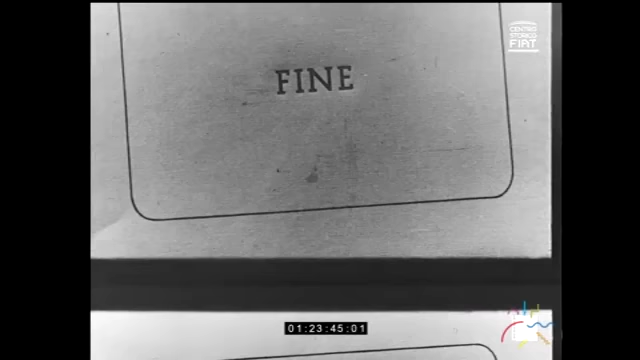 CENTRO
STORICO
FIAT
FINE
01:23:45:01